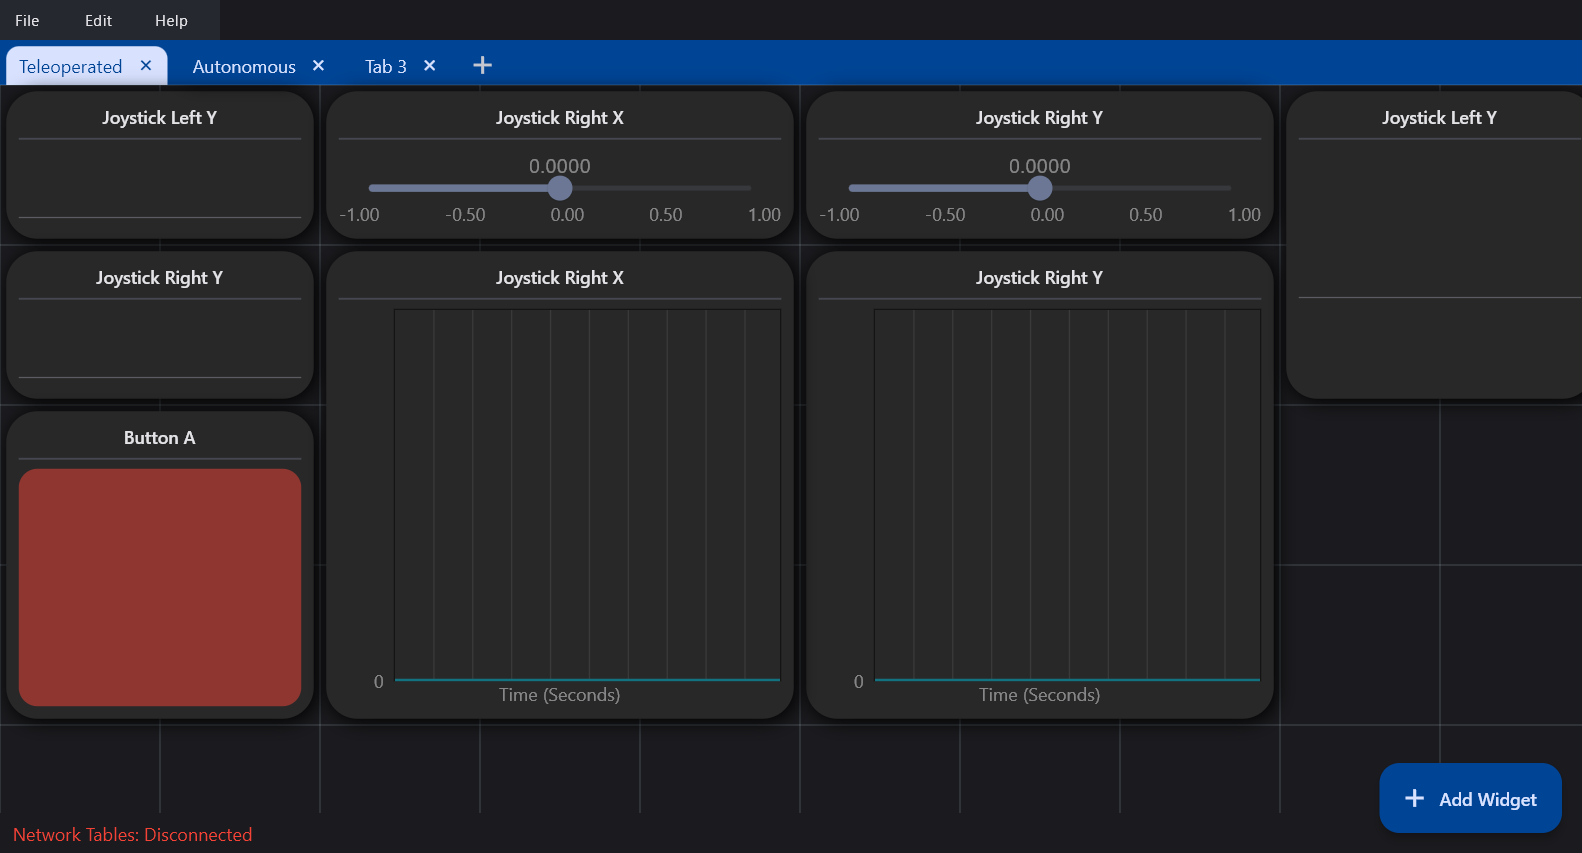 File Edit Help
Teleoperated Autonomous Tab 3
Joystick Left Y
Joystick Right X
0.0000
-1.00 -0.50 0.00 0.50 1.00
Joystick Right Y
0.0000
-1.00 -0.50 0.00 0.50 1.00
Joystick Left Y
Joystick Right Y
Joystick Right X
0
Time (Seconds)
Joystick Right Y
0
Time (Seconds)
Button A
Add Widget
Network Tables: Disconnected